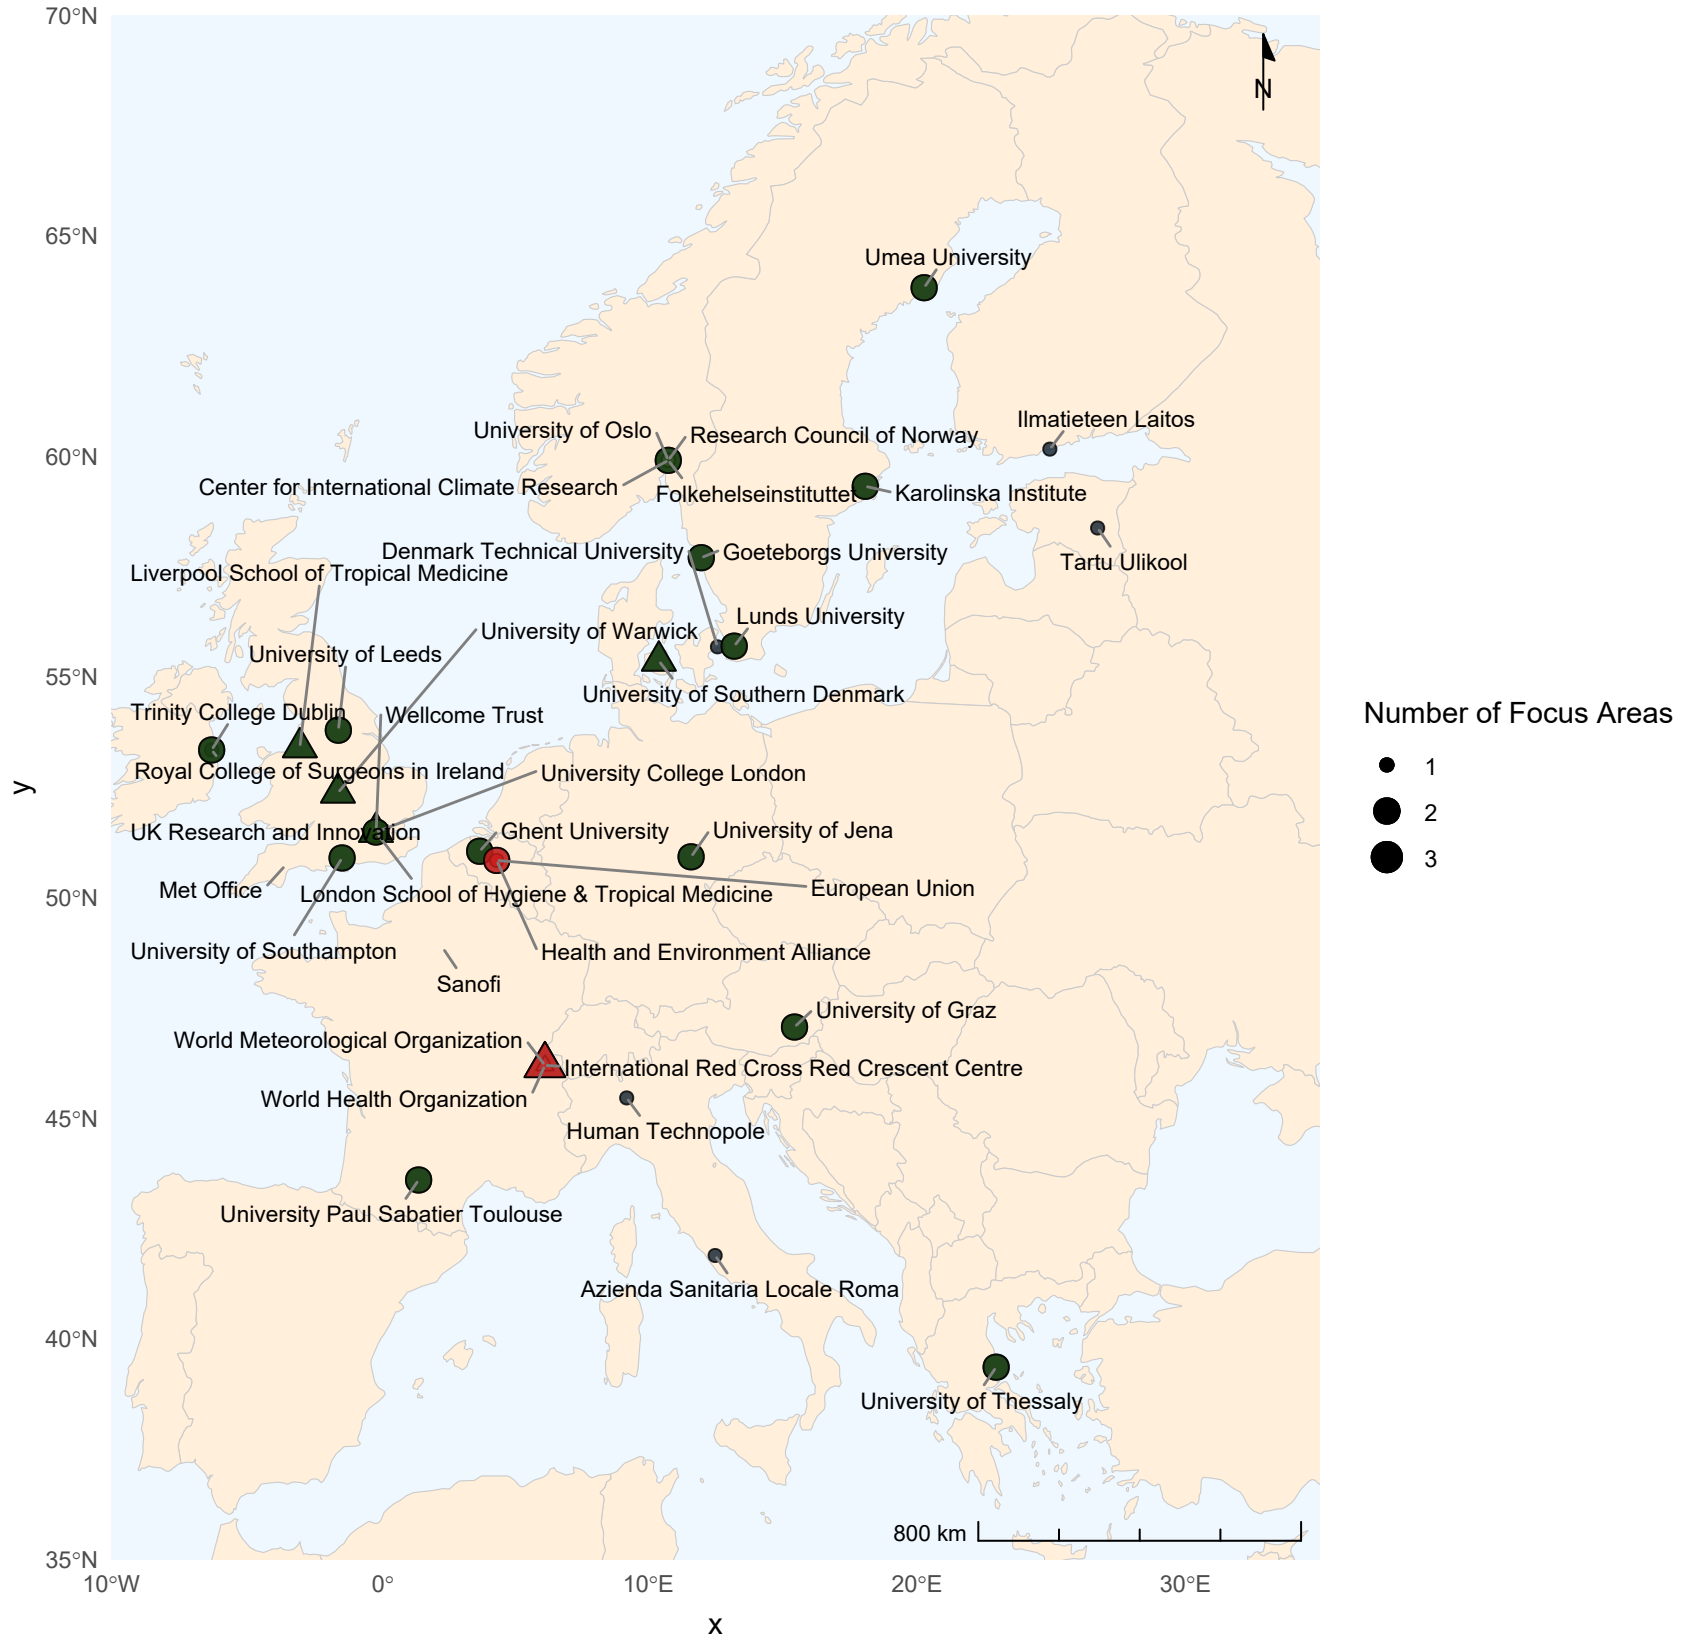 70°N
N
65°N
Umea University
Ilmatieteen Laitos
60°N
University of Oslo
Research Council of Norway
Center for International Climate Research
Folkehelseinstituttet
Karolinska Institute
Denmark Technical University
Goeteborgs University
Tartu Ulikool
Liverpool School of Tropical Medicine
Lunds University
University of Warwick
University of Leeds
55°N
University of Southern Denmark
Trinity College Dublin
Wellcome Trust
Number of Focus Areas
1
2
3
Royal College of Surgeons in Ireland
University College London
y
UK Research and Innovation
Ghent University
University of Jena
Met Office
50°N
London School of Hygiene & Tropical Medicine
European Union
University of Southampton
Health and Environment Alliance
Sanofi
University of Graz
World Meteorological Organization
International Red Cross Red Crescent Centre
World Health Organization
45°N
Human Technopole
University Paul Sabatier Toulouse
Azienda Sanitaria Locale Roma
40°N
University of Thessaly
800 km
35°N
10°W
0°
10°E
20°E
30°E
x